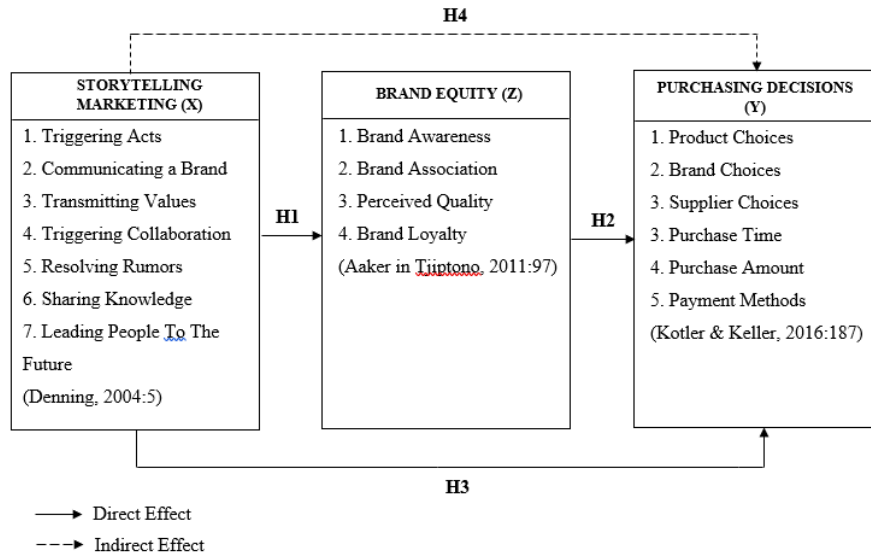 H4
STORYTELLING
MARKETING (X)
1. Triggering Acts
2. Communicating a Brand
3. Transmitting Values
4. Triggering Collaboration
5. Resolving Rumors
6. Sharing Knowledge
7. Leading People To The
Future
(Denning, 2004:5)
H1
BRAND EQUITY (Z)
1. Brand Awareness
2. Brand Association
3. Perceived Quality
4. Brand Loyalty
(Aaker in Tjiptono, 2011:97)
H2
PURCHASING DECISIONS
(Y)
1. Product Choices
2. Brand Choices
3. Supplier Choices
3. Purchase Time
4. Purchase Amount
5. Payment Methods
(Kotler & Keller, 2016:187)
H3
Direct Effect
Indirect Effect